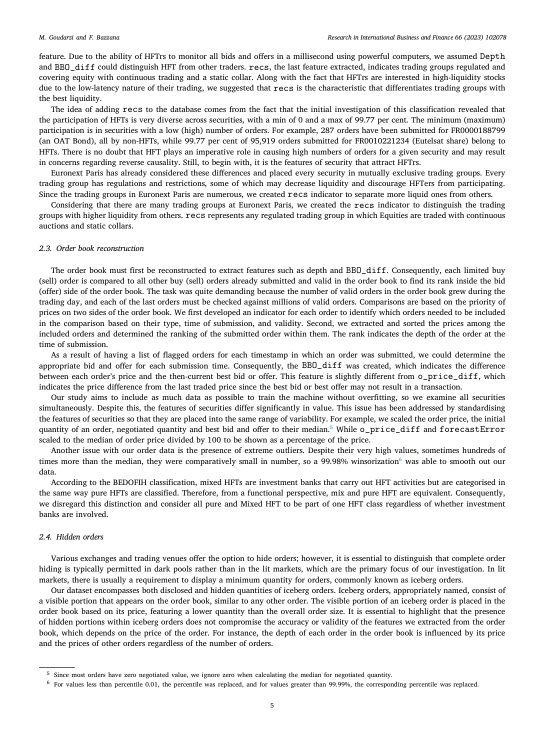 M. Goudarzi and F. Bazzana
Research in International Business and Finance 66 (2023) 102078
feature. Due to the ability of HFTrs to monitor all bids and offers in a millisecond using powerful computers, we assumed Depth
and BBO_diff could distinguish HFT from other traders. recs, the last feature extracted, indicates trading groups regulated and
covering equity with continuous trading and a static collar. Along with the fact that HFTrs are interested in high-liquidity stocks
due to the low-latency nature of their trading, we suggested that recs is the characteristic that differentiates trading groups with
the best liquidity.
The idea of adding recs to the database comes from the fact that the initial investigation of this classification revealed that
the participation of HFTs is very diverse across securities, with a min of 0 and a max of 99.77 per cent. The minimum (maximum)
participation is in securities with a low (high) number of orders. For example, 287 orders have been submitted for FR0000188799
(an OAT Bond), all by non-HFTs, while 99.77 per cent of 95,919 orders submitted for FR0010221234 (Eutelsat share) belong to
HFTs. There is no doubt that HFT plays an imperative role in causing high numbers of orders for a given security and may result
in concerns regarding reverse causality. Still, to begin with, it is the features of security that attract HFTrs.
Euronext Paris has already considered these differences and placed every security in mutually exclusive trading groups. Every
trading group has regulations and restrictions, some of which may decrease liquidity and discourage HFTers from participating.
Since the trading groups in Euronext Paris are numerous, we created recs indicator to separate more liquid ones from others.
Considering that there are many trading groups at Euronext Paris, we created the recs indicator to distinguish the trading
groups with higher liquidity from others. recs represents any regulated trading group in which Equities are traded with continuous
auctions and static collars.
2.3. Order book reconstruction
The order book must first be reconstructed to extract features such as depth and BBO_diff. Consequently, each limited buy
(sell) order is compared to all other buy (sell) orders already submitted and valid in the order book to find its rank inside the bid
(offer) side of the order book. The task was quite demanding because the number of valid orders in the order book grew during the
trading day, and each of the last orders must be checked against millions of valid orders. Comparisons are based on the priority of
prices on two sides of the order book. We first developed an indicator for each order to identify which orders needed to be included
in the comparison based on their type, time of submission, and validity. Second, we extracted and sorted the prices among the
included orders and determined the ranking of the submitted order within them. The rank indicates the depth of the order at the
time of submission.
As a result of having a list of flagged orders for each timestamp in which an order was submitted, we could determine the
appropriate bid and offer for each submission time. Consequently, the BBO_diff was created, which indicates the difference
between each order's price and the then-current best bid or offer. This feature is slightly different from o_price_diff, which
indicates the price difference from the last traded price since the best bid or best offer may not result in a transaction.
Our study aims to include as much data as possible to train the machine without overfitting, so we examine all securities
simultaneously. Despite this, the features of securities differ significantly in value. This issue has been addressed by standardising
the features of securities so that they are placed into the same range of variability. For example, we scaled the order price, the initial
quantity of an order, negotiated quantity and best bid and offer to their median.5 While o_price_diff and forecastError
scaled to the median of order price divided by 100 to be shown as a percentage of the price.
Another issue with our order data is the presence of extreme outliers. Despite their very high values, sometimes hundreds of
times more than the median, they were comparatively small in number, so a 99.98% winsorization6 was able to smooth out our
data.
According to the BEDOFIH classification, mixed HFTs are investment banks that carry out HFT activities but are categorised in
the same way pure HFTs are classified. Therefore, from a functional perspective, mix and pure HFT are equivalent. Consequently,
we disregard this distinction and consider all pure and Mixed HFT to be part of one HFT class regardless of whether investment
banks are involved.
2.4. Hidden orders
Various exchanges and trading venues offer the option to hide orders; however, it is essential to distinguish that complete order
hiding is typically permitted in dark pools rather than in the lit markets, which are the primary focus of our investigation. In lit
markets, there is usually a requirement to display a minimum quantity for orders, commonly known as iceberg orders.
Our dataset encompasses both disclosed and hidden quantities of iceberg orders. Iceberg orders, appropriately named, consist of
a visible portion that appears on the order book, similar to any other order. The visible portion of an iceberg order is placed in the
order book based on its price, featuring a lower quantity than the overall order size. It is essential to highlight that the presence
of hidden portions within iceberg orders does not compromise the accuracy or validity of the features we extracted from the order
book, which depends on the price of the order. For instance, the depth of each order in the order book is influenced by its price
and the prices of other orders regardless of the number of orders.
5 Since most orders have zero negotiated value, we ignore zero when calculating the median for negotiated quantity.
6 For values less than percentile 0.01, the percentile was replaced, and for values greater than 99.99%, the corresponding percentile was replaced.
5